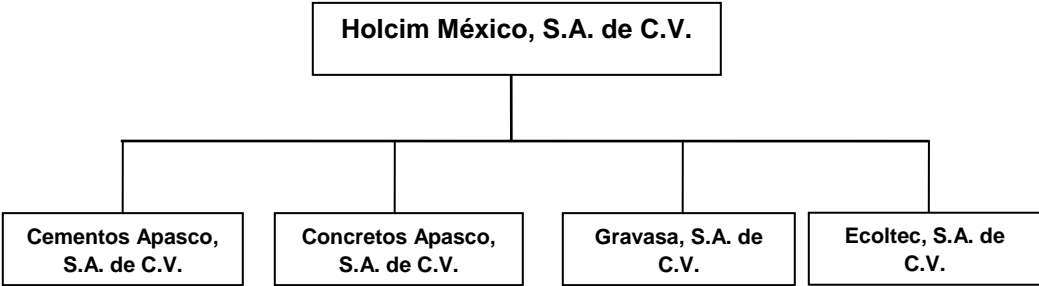 Holcim México, S.A. de C.V.
Cementos Apasco,
S.A. de C.V.
Concretos Apasco,
S.A. de C.V.
Gravasa, S.A. de
C.V.
Ecoltec, S.A. de
C.V.